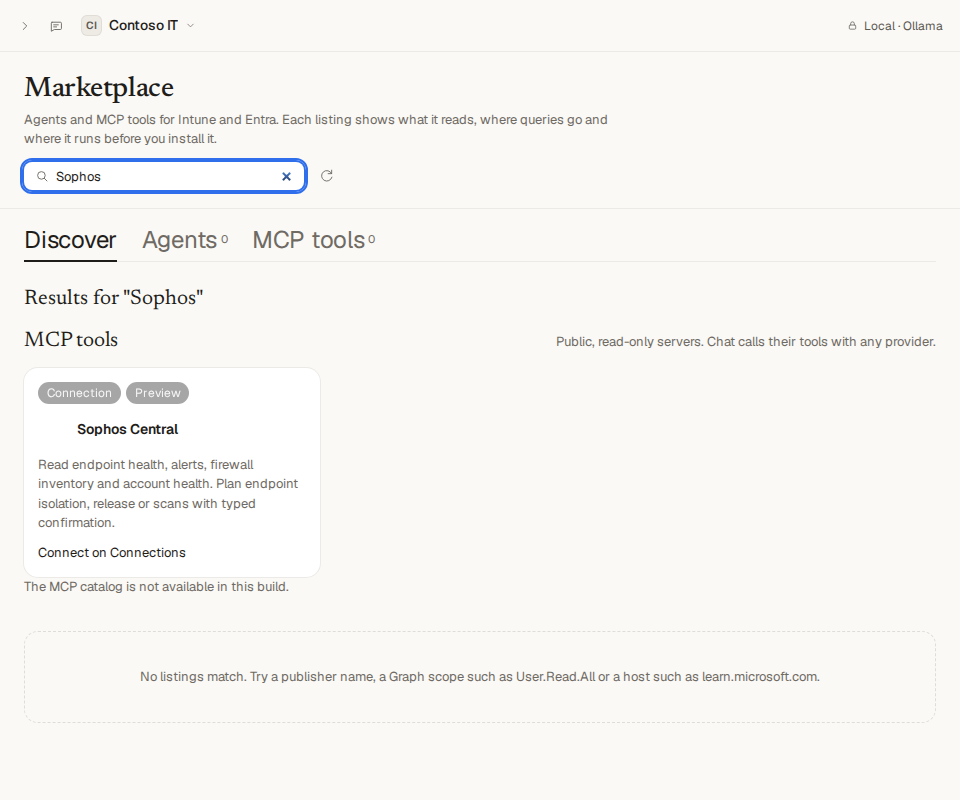 CI Contoso IT
Local · Ollama
Marketplace
Agents and MCP tools for Intune and Entra. Each listing shows what it reads, where queries go and
where it runs before you install it.
Sophos
Discover Agents 0 MCP tools 0
Results for "Sophos"
MCP tools
Public, read-only servers. Chat calls their tools with any provider.
Connection Preview
Sophos Central
Read endpoint health, alerts, firewall
inventory and account health. Plan endpoint
isolation, release or scans with typed
confirmation.
Connect on Connections
The MCP catalog is not available in this build.
No listings match. Try a publisher name, a Graph scope such as User.Read.All or a host such as learn.microsoft.com.